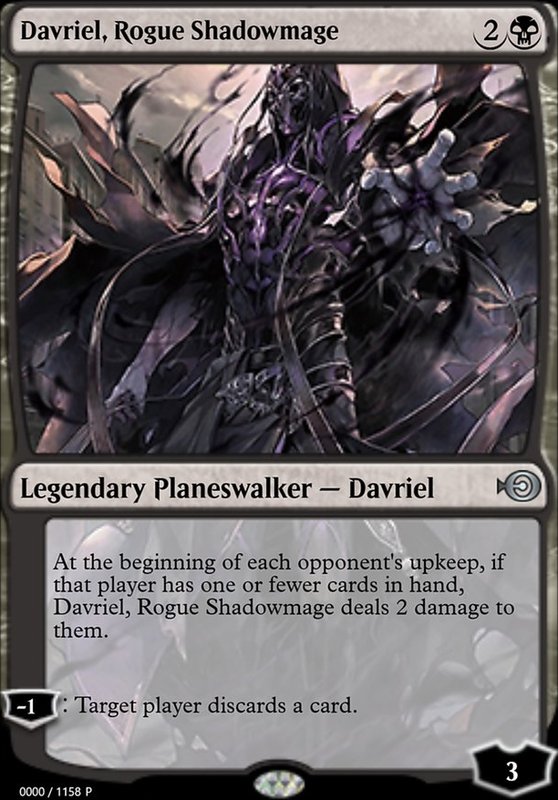 Davriel, Rogue Shadowmage 2
Legendary Planeswalker — Davriel
At the beginning of each opponent's upkeep, if
that player has one or fewer cards in hand,
Davriel, Rogue Shadowmage deals 2 damage to
them.
-1 : Target player discards a card.
3
0000 / 1158 P